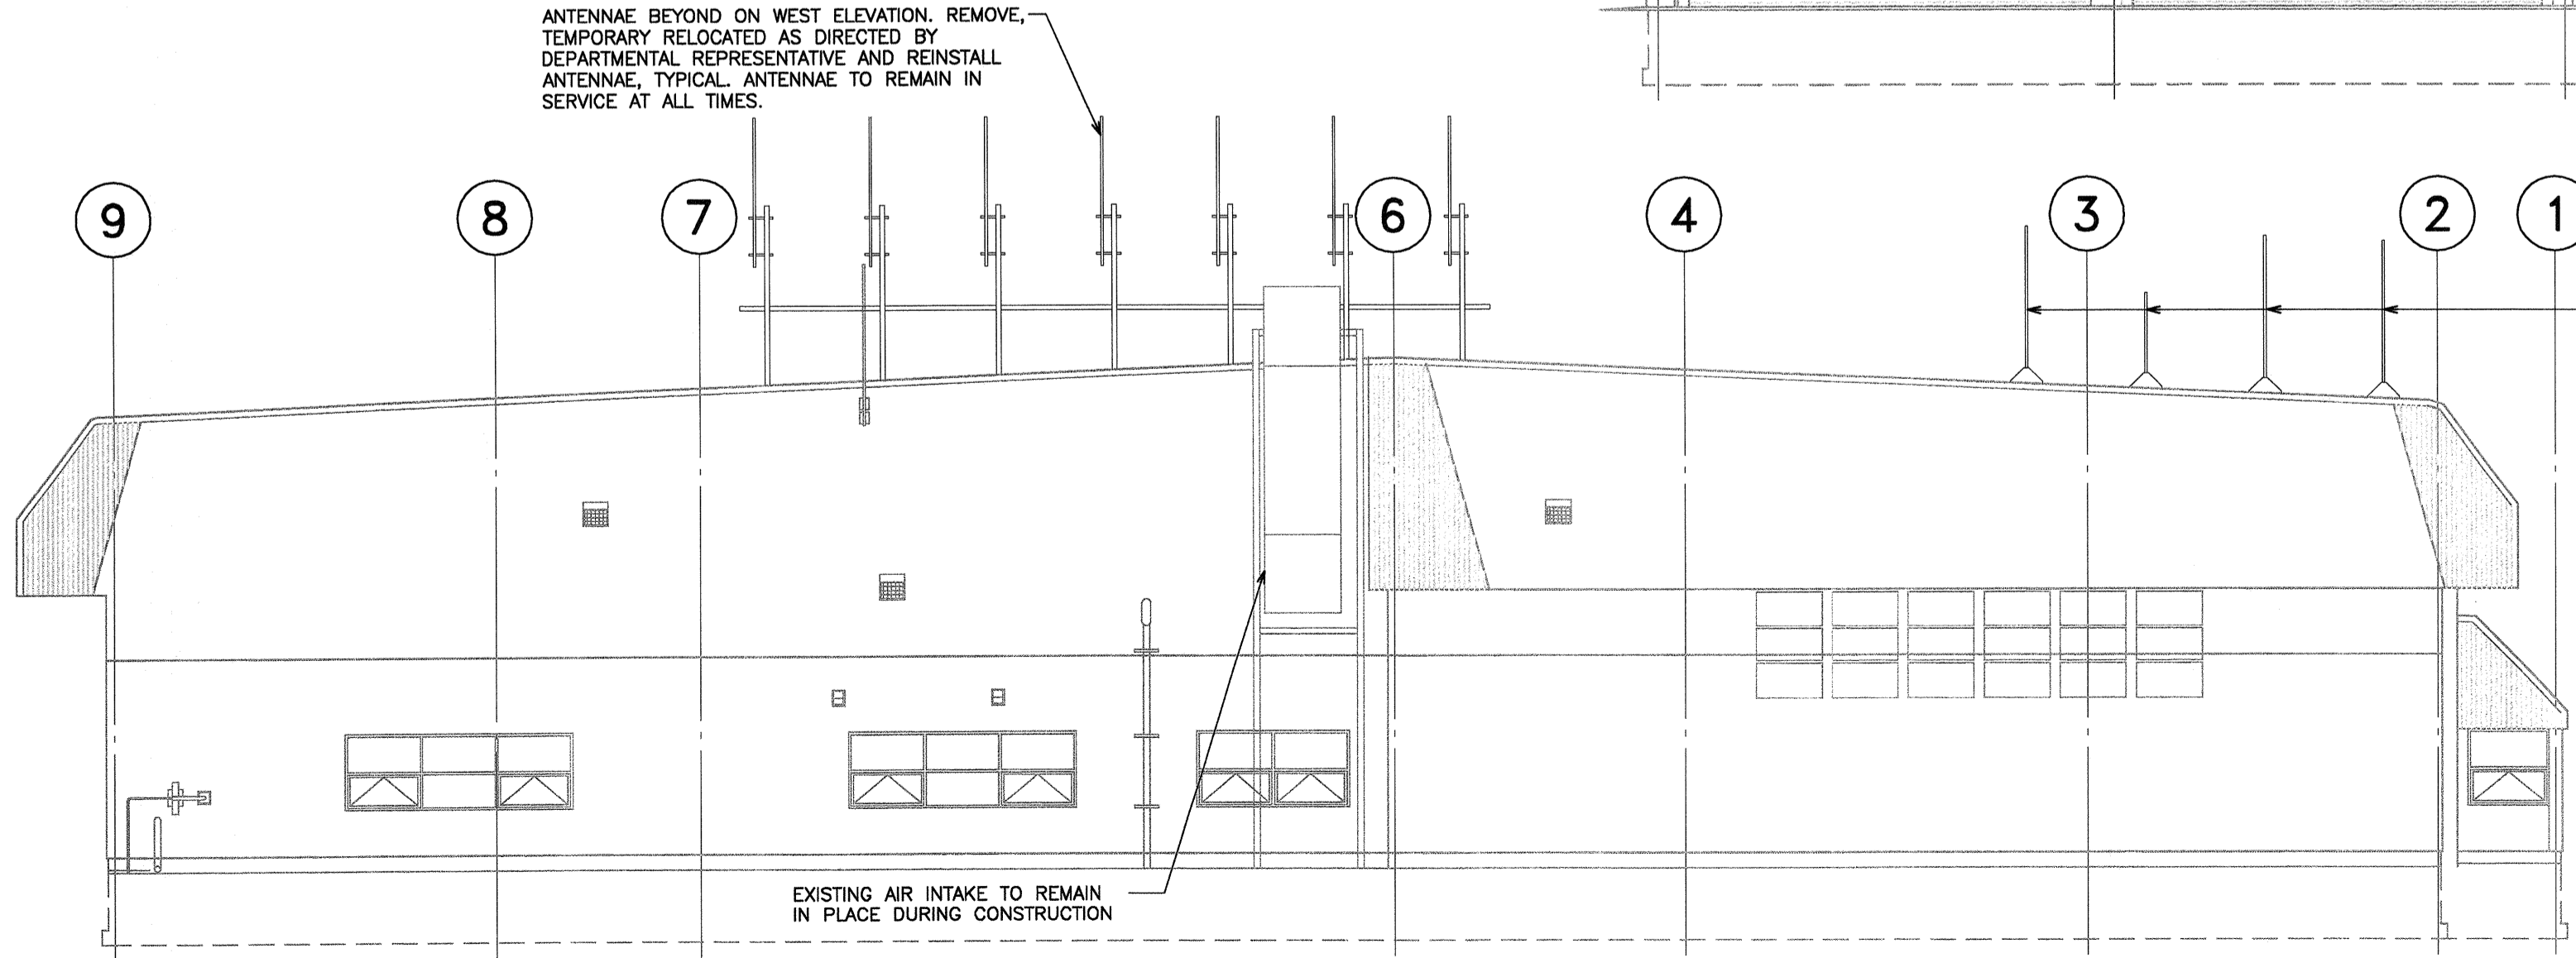 ANTENNAE BEYOND ON WEST ELEVATION. REMOVE,
TEMPORARY RELOCATED AS DIRECTED BY
DEPARTMENTAL REPRESENTATIVE AND REINSTALL
ANTENNAE, TYPICAL. ANTENNAE TO REMAIN IN
SERVICE AT ALL TIMES.
9 8 7 6 4 3 2 1
EXISTING AIR INTAKE TO REMAIN
IN PLACE DURING CONSTRUCTION